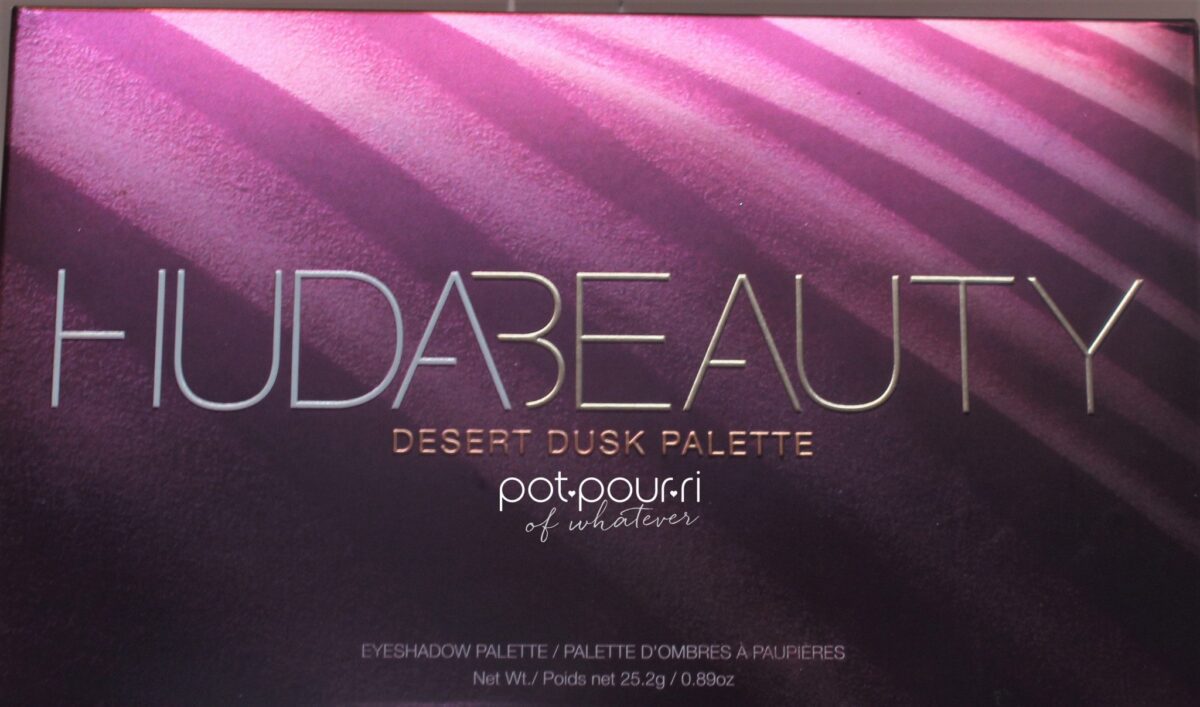 HUDABEAUTY
DESERT DUSK PALETTE
pot.pour.ri
of whatever
EYESHADOW PALETTE / PALETTE D'OMBRES À PAUPIÈRES
Net Wt./ Poids net 25.2g / 0.89oz